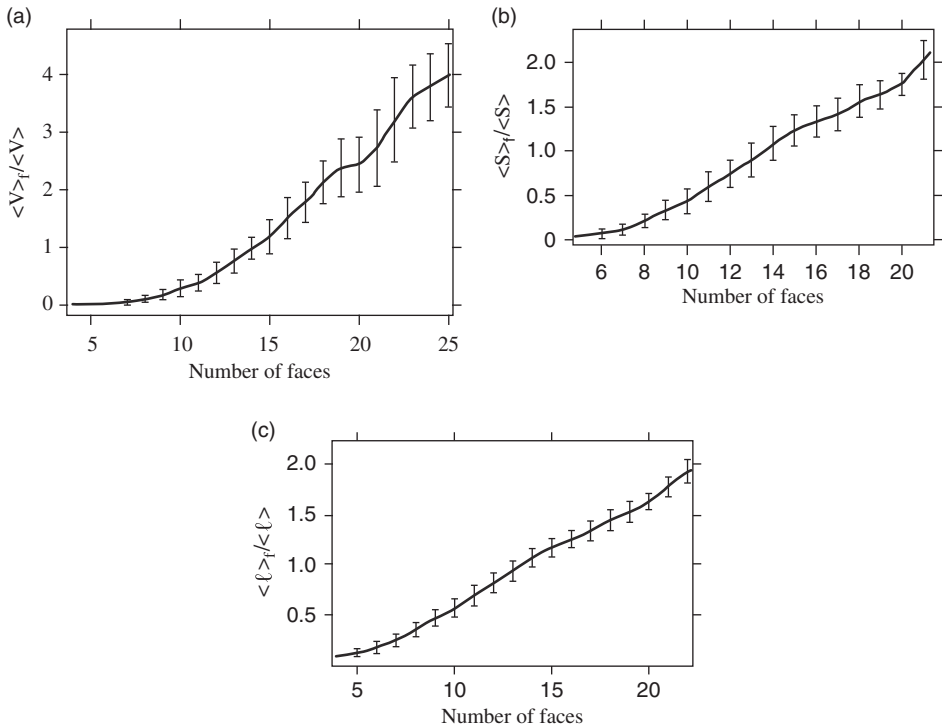 (a)
<V>f/<V>
4
3
2
1
0
5 10 15 20 25
Number of faces
(b)
<S>f/<S>
2.0
1.5
1.0
0.5
0
6 8 10 12 14 16 18 20
Number of faces
(c)
<ℓ>f/<ℓ>
2.0
1.5
1.0
0.5
5 10 15 20
Number of faces